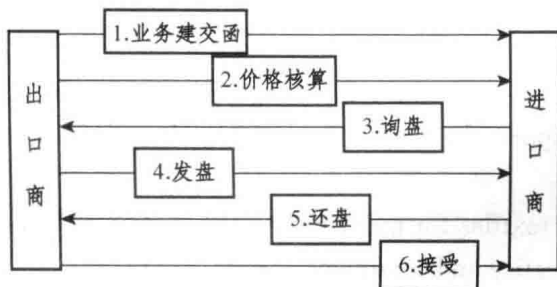 1.业务建交函
2.价格核算
3.询盘
4.发盘
5.还盘
6.接受
出口商
进口商